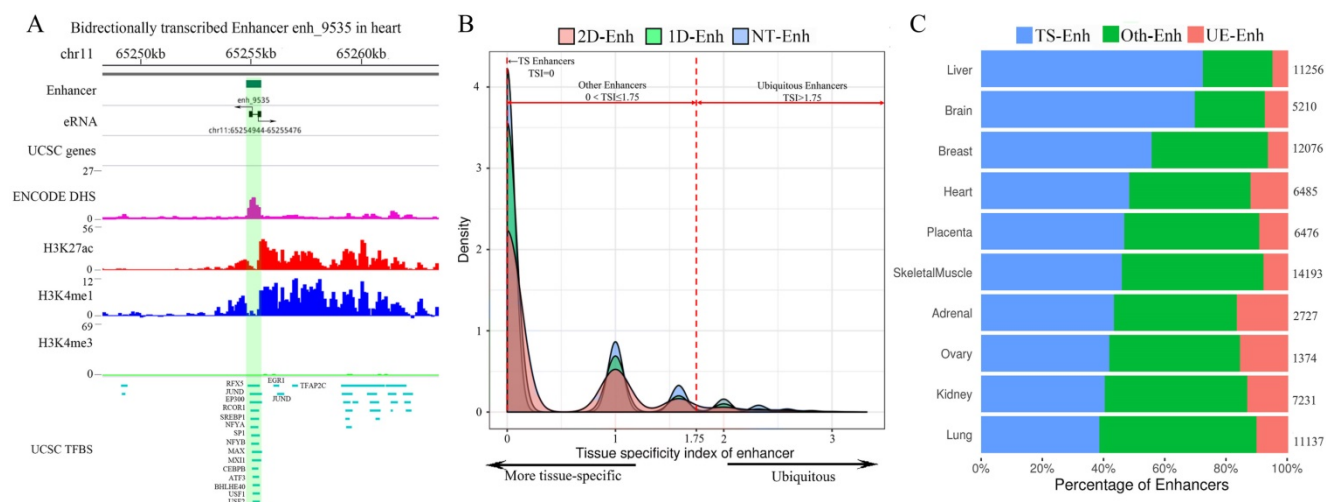 A
Bidrectionally transcribed Enhancer enh_9535 in heart
chr11
65250kb
65255kb
65260kb
Enhancer
enh_9535
eRNA
chr11:65254944-65255476
UCSC genes
27
ENCODE DHS
0
56
H3K27ac
0
12
H3K4me1
0
69
H3K4me3
0
RFX5
EGR1
TFAP2C
JUND
JUND
EP300
RCOR1
SREBP1
NFYA
SP1
NFYB
UCSC TFBS
MAX
MXI1
CEBPB
ATF3
BHLHE40
USF1
USF2
B
2D-Enh
1D-Enh
NT-Enh
TS Enhancers
TSI=0
Other Enhancers
0 < TSI≤1.75
Ubiquitous Enhancers
TSI>1.75
Density
4
3
2
1
0
0
1
1.75
2
3
Tissue specificity index of enhancer
More tissue-specific
Ubiquitous
C
TS-Enh
Oth-Enh
UE-Enh
Liver
11256
Brain
5210
Breast
12076
Heart
6485
Placenta
6476
SkeletalMuscle
14193
Adrenal
2727
Ovary
1374
Kidney
7231
Lung
11137
0%
20%
40%
60%
80%
100%
Percentage of Enhancers